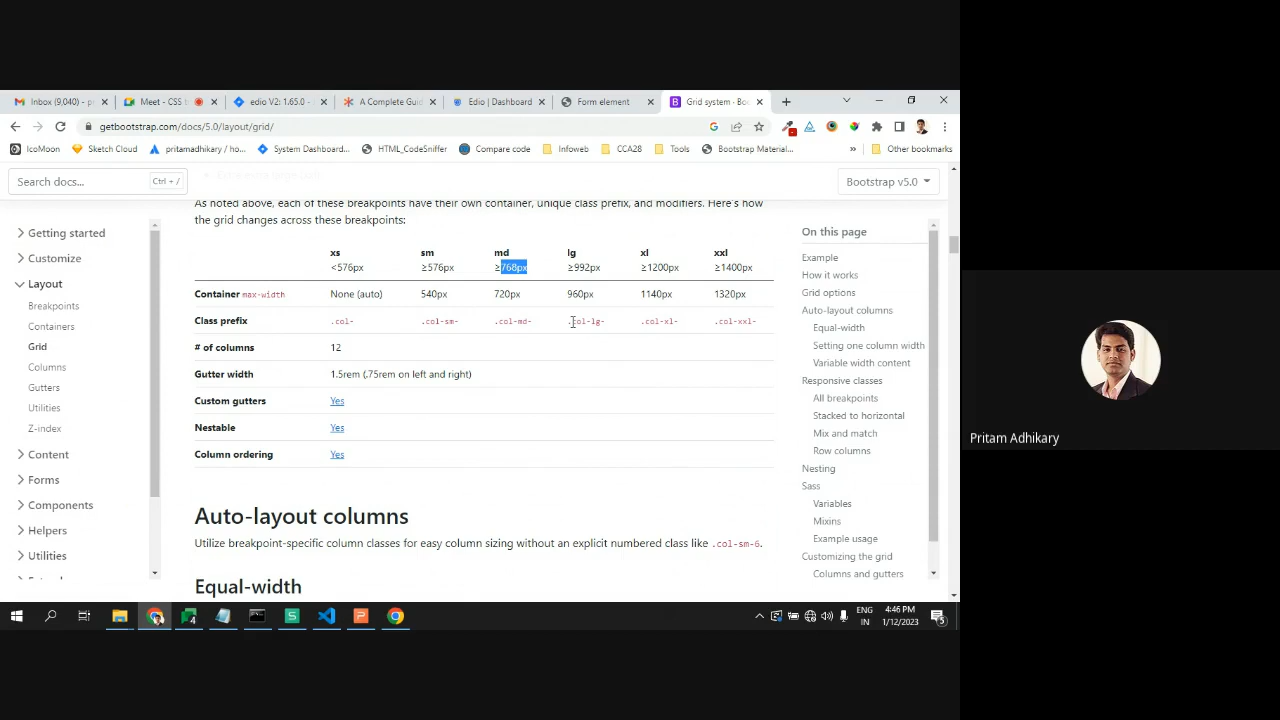 Inbox (9,040) - p
Meet - CSS t
edio V2: 1.65.0 -
A Complete Guid
Edio | Dashboard
Form element
Grid system - Boo
getbootstrap.com/docs/5.0/layout/grid/
IcoMoon
Sketch Cloud
pritamadhikary / ho...
System Dashboard...
HTML_CodeSniffer
Compare code
Infoweb
CCA28
Tools
Bootstrap Material...
»
Other bookmarks
Search docs...
Ctrl + /
Bootstrap v5.0
Getting started
Customize
Layout
Breakpoints
Containers
Grid
Columns
Gutters
Utilities
Z-index
Content
Forms
Components
Helpers
Utilities
As noted above, each of these breakpoints have their own container, unique class prefix, and modifiers. Here's how
the grid changes across these breakpoints:
xs sm md lg xl xxl
<576px ≥576px ≥768px ≥992px ≥1200px ≥1400px
Container max-width None (auto) 540px 720px 960px 1140px 1320px
Class prefix .col- .col-sm- .col-md- .col-lg- .col-xl- .col-xxl-
# of columns 12
Gutter width 1.5rem (.75rem on left and right)
Custom gutters Yes
Nestable Yes
Column ordering Yes
Auto-layout columns
Utilize breakpoint-specific column classes for easy column sizing without an explicit numbered class like .col-sm-6.
Equal-width
On this page
Example
How it works
Grid options
Auto-layout columns
Equal-width
Setting one column width
Variable width content
Responsive classes
All breakpoints
Stacked to horizontal
Mix and match
Row columns
Nesting
Sass
Variables
Mixins
Example usage
Customizing the grid
Columns and gutters
Pritam Adhikary
4
ENG
IN
4:46 PM
1/12/2023
5